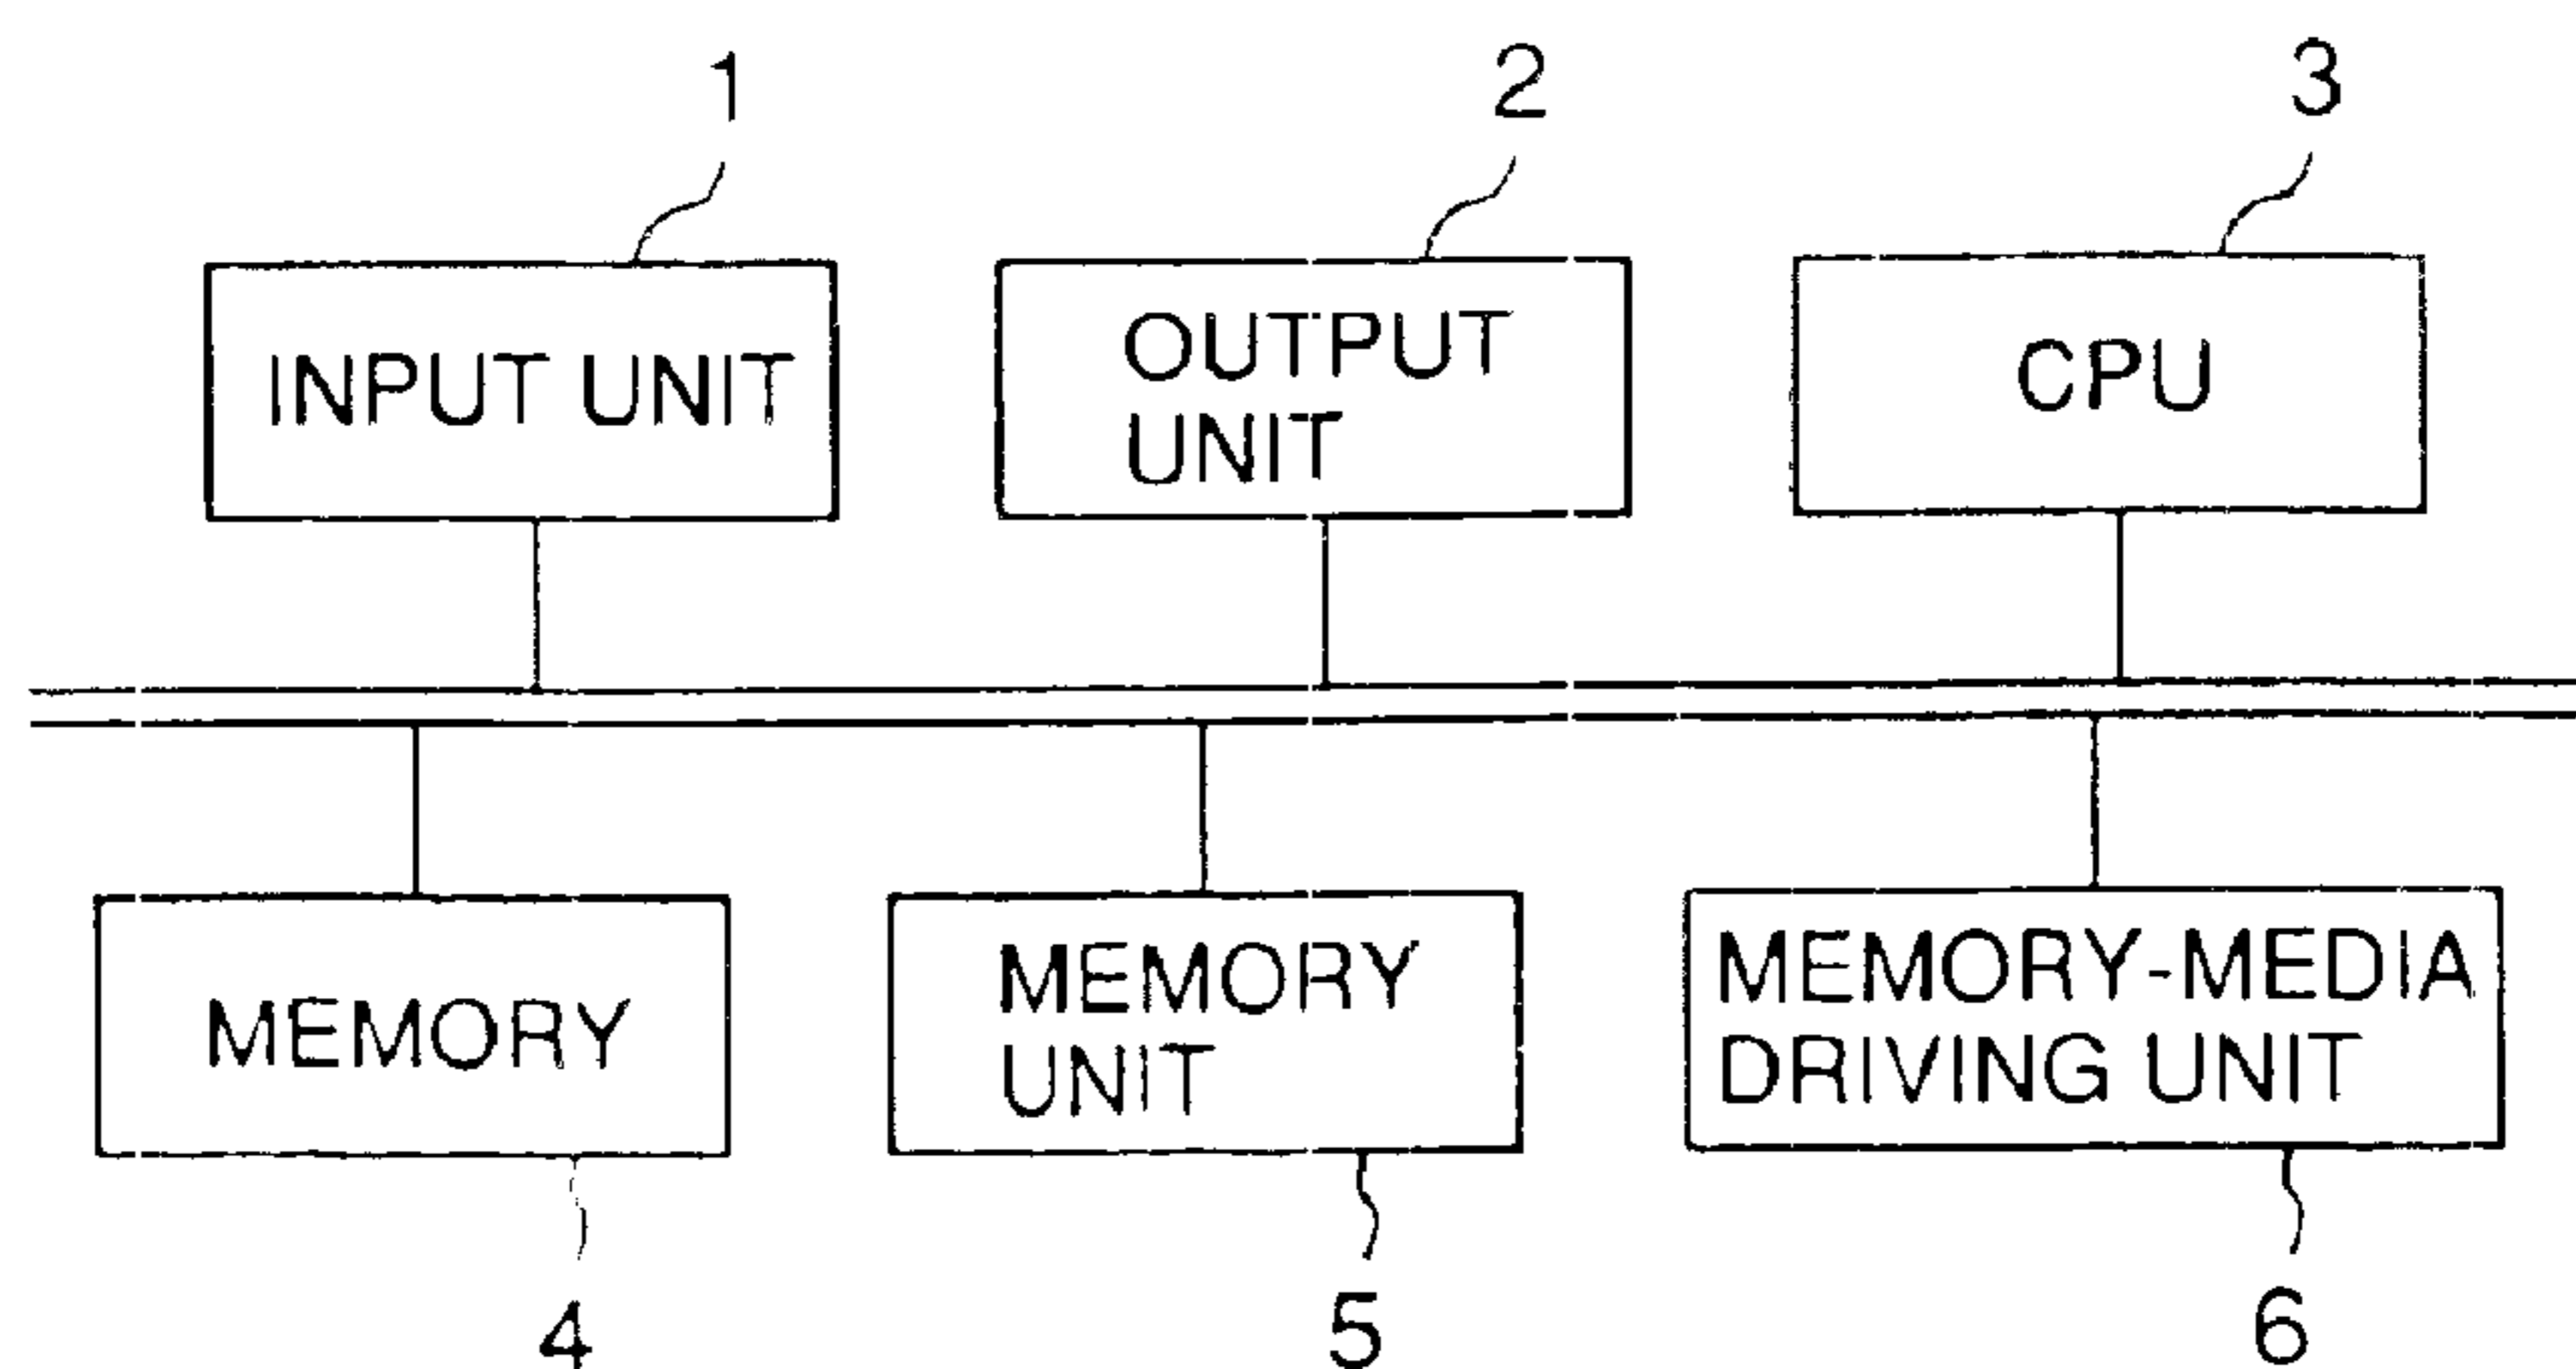 1
2
3
INPUT UNIT
OUTPUT
UNIT
CPU
MEMORY
MEMORY
UNIT
MEMORY-MEDIA
DRIVING UNIT
4
5
6